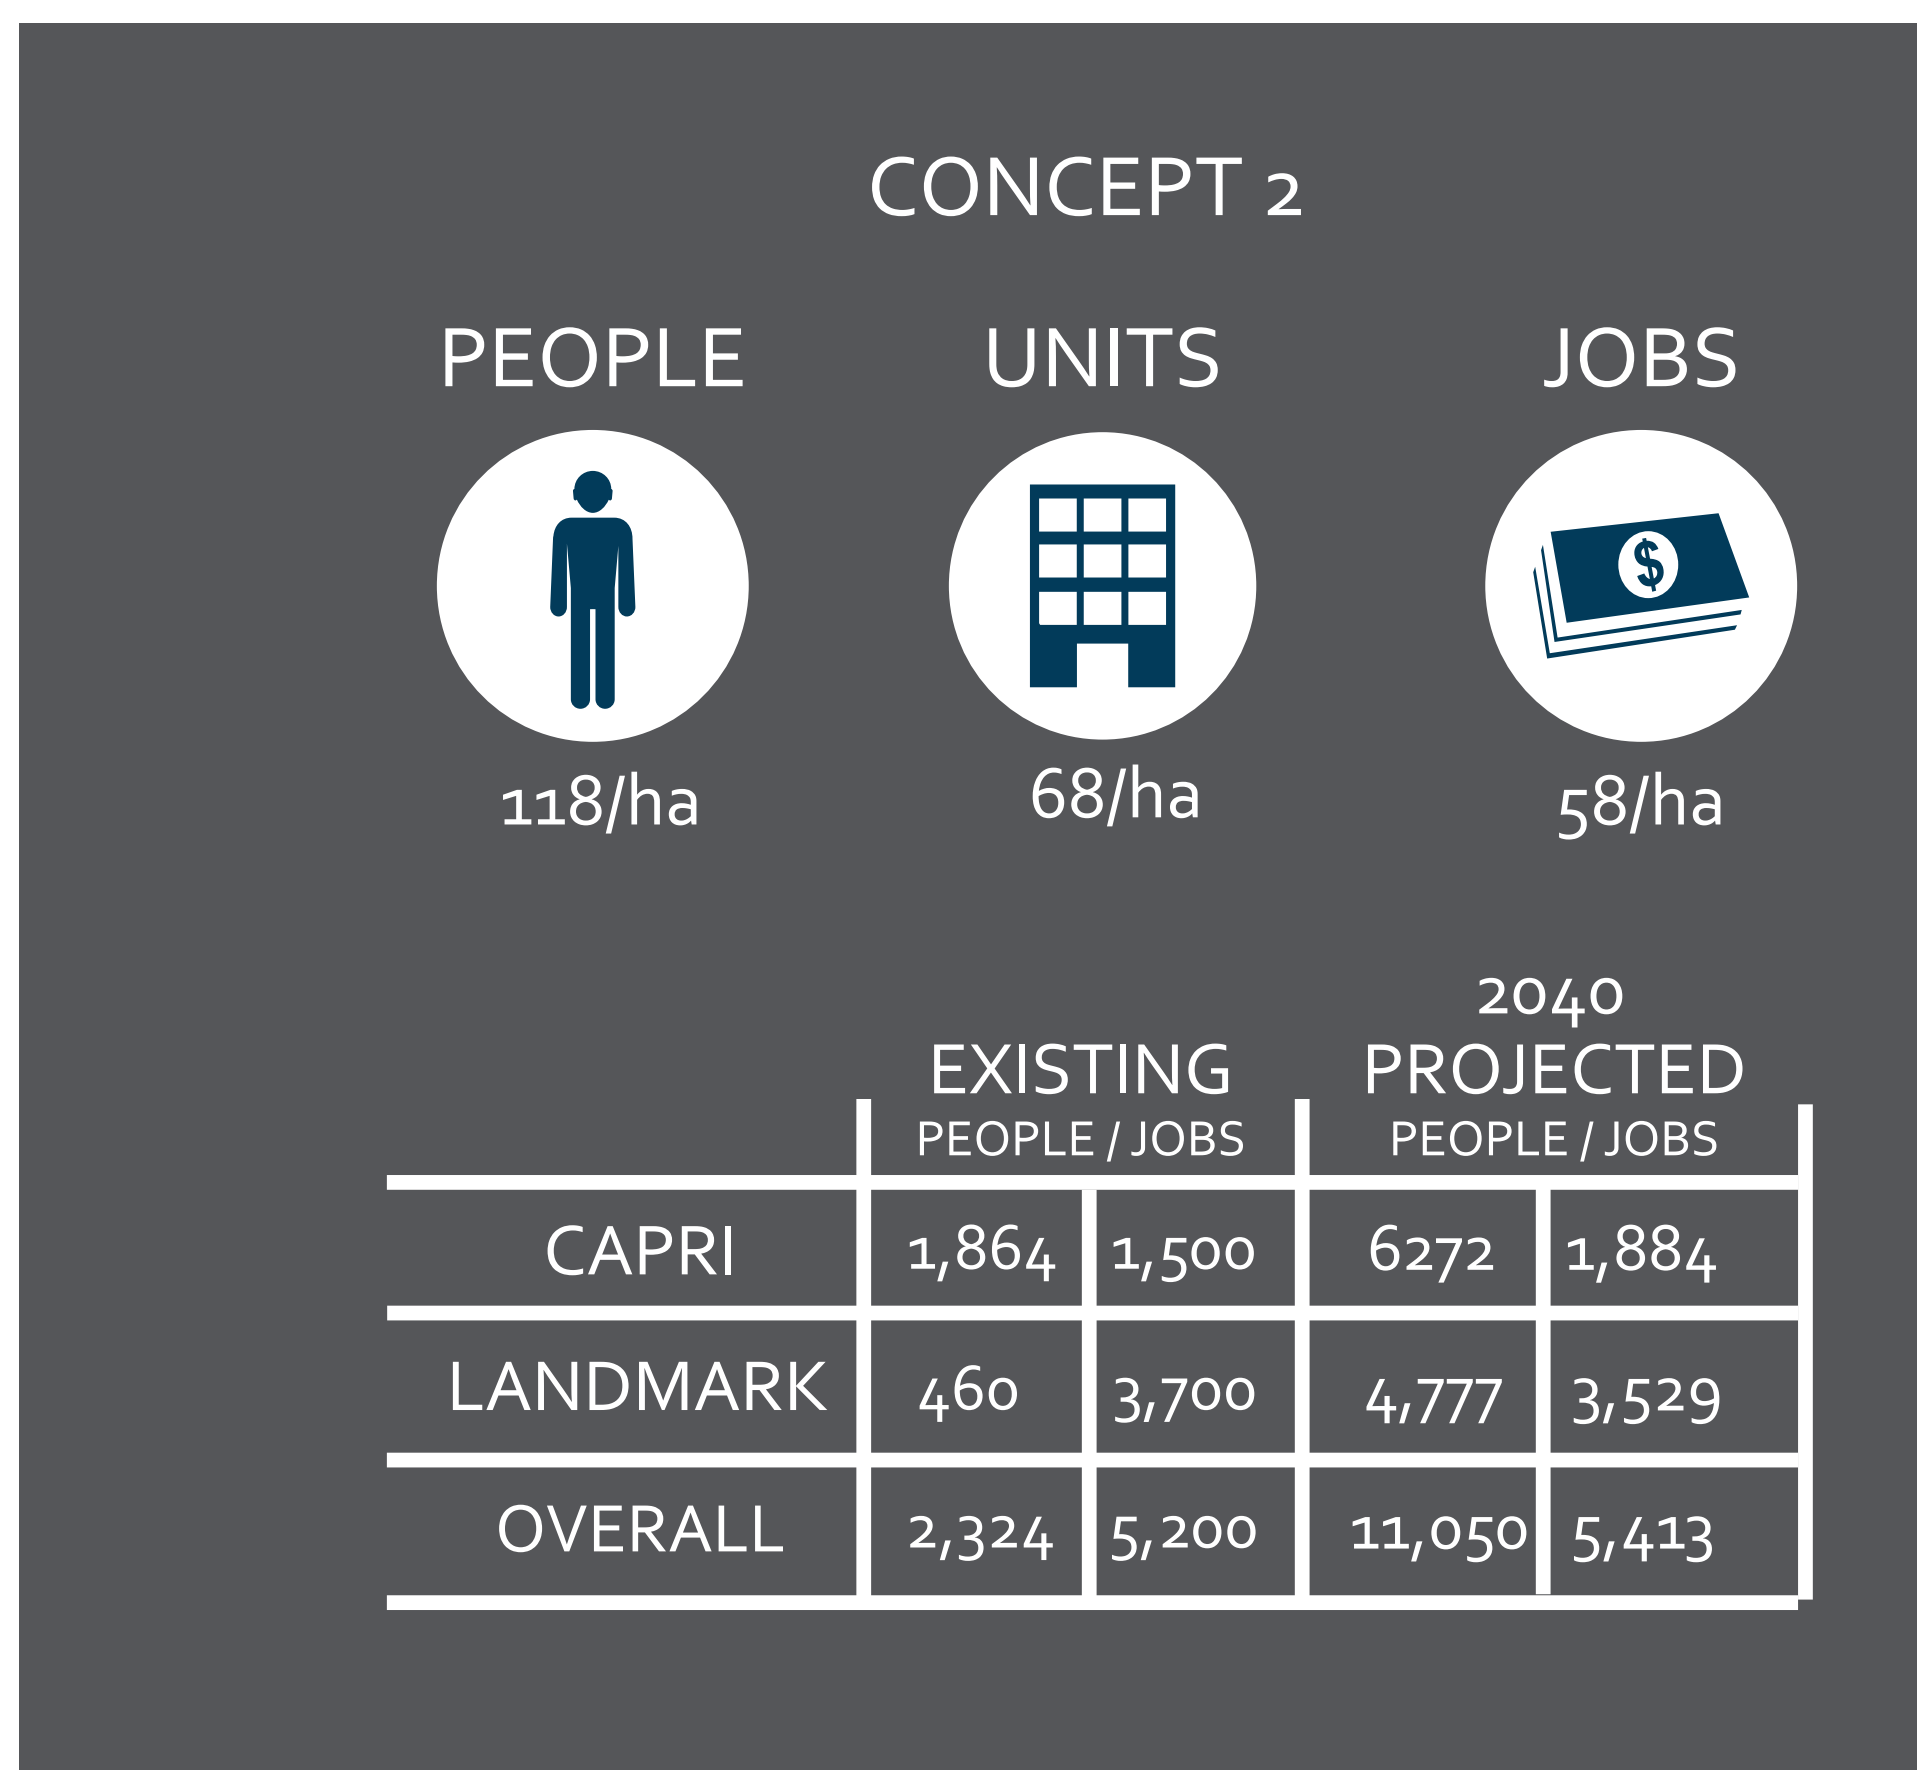 CONCEPT 2
PEOPLE UNITS JOBS
$
118/ha 68/ha 58/ha
2040
EXISTING PROJECTED
PEOPLE / JOBS PEOPLE / JOBS
CAPRI 1,864 1,500 6272 1,884
LANDMARK 460 3,700 4,777 3,529
OVERALL 2,324 5,200 11,050 5,413